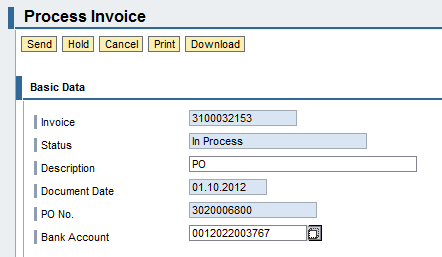 Process Invoice
Send Hold Cancel Print Download
Basic Data
Invoice 3100032153
Status In Process
Description PO
Document Date 01.10.2012
PO No. 3020006800
Bank Account 0012022003767